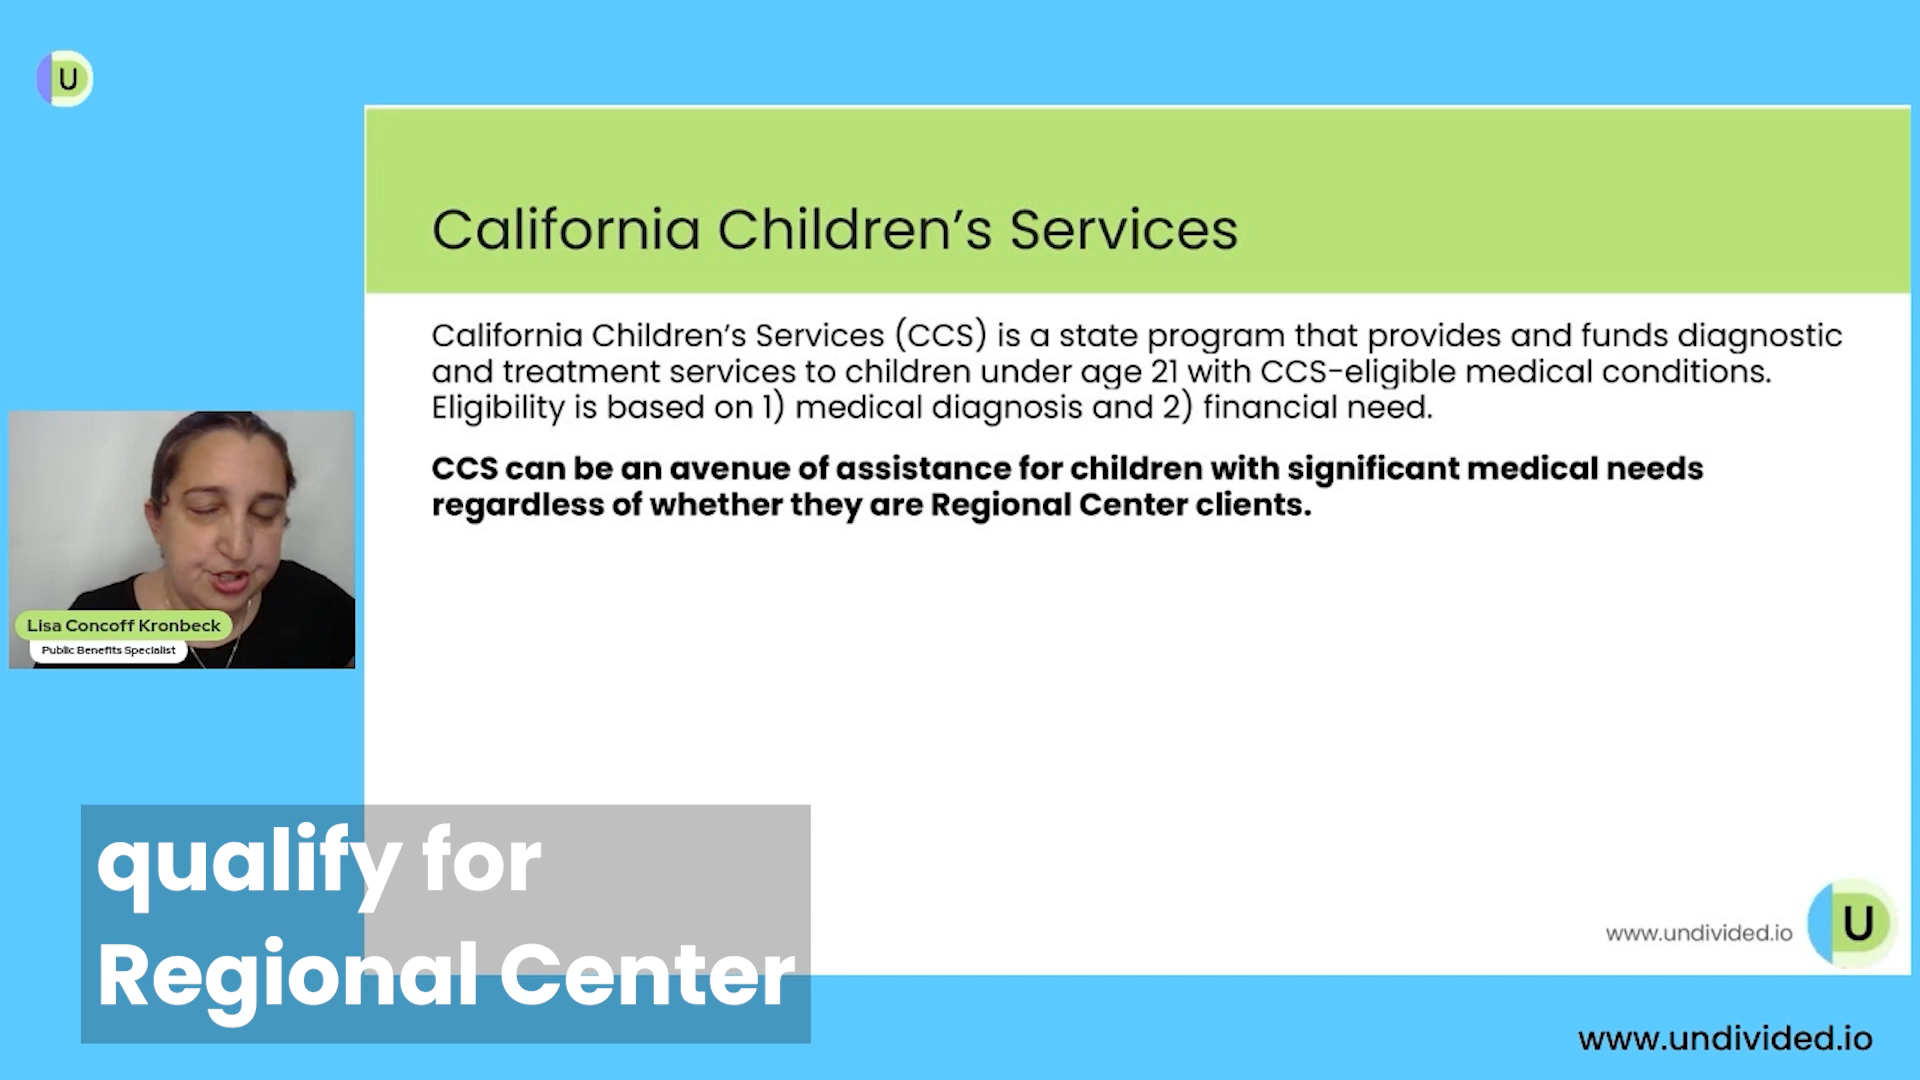 U
California Children's Services
California Children's Services (CCS) is a state program that provides and funds diagnostic
and treatment services to children under age 21 with CCS-eligible medical conditions.
Eligibility is based on 1) medical diagnosis and 2) financial need.
CCS can be an avenue of assistance for children with significant medical needs
regardless of whether they are Regional Center clients.
Lisa Concoff Kronbeck
Public Benefits Specialist
qualify for
Regional Center
www.undivided.io
U
www.undivided.io